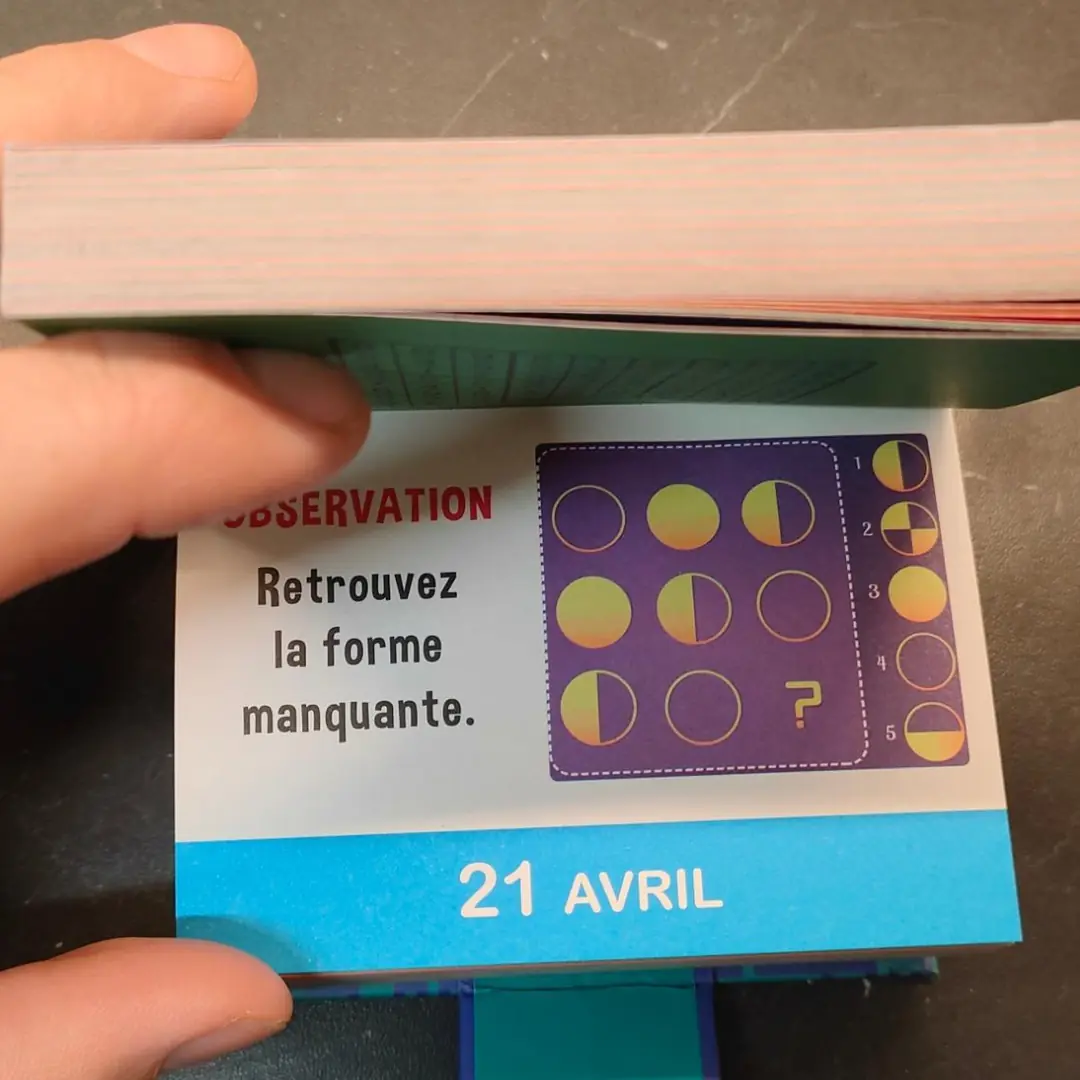 OBSERVATION
Retrouvez
la forme
manquante.
?
1
2
3
4
5
21 AVRIL